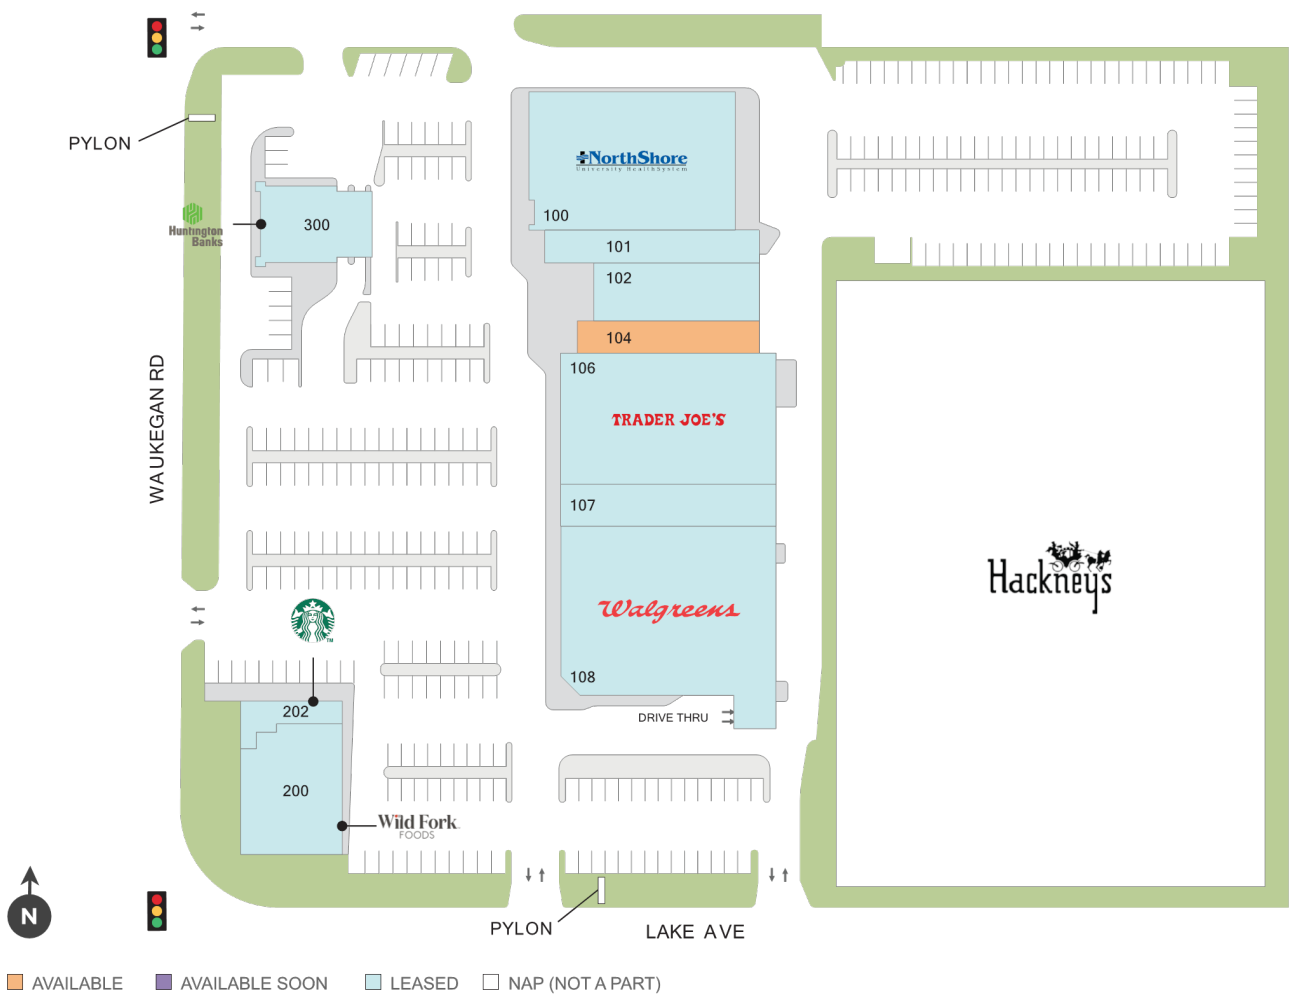 PYLON
NorthShore
University HealthSystem
100
101
300
Huntington
Banks
102
104
106
TRADER JOE'S
WAUKEGAN RD
107
Hackneys
Walgreens
TM
108
202
DRIVE THRU
200
Wild Fork
FOODS
N
PYLON
LAKE AVE
AVAILABLE
AVAILABLE SOON
LEASED
NAP (NOT A PART)